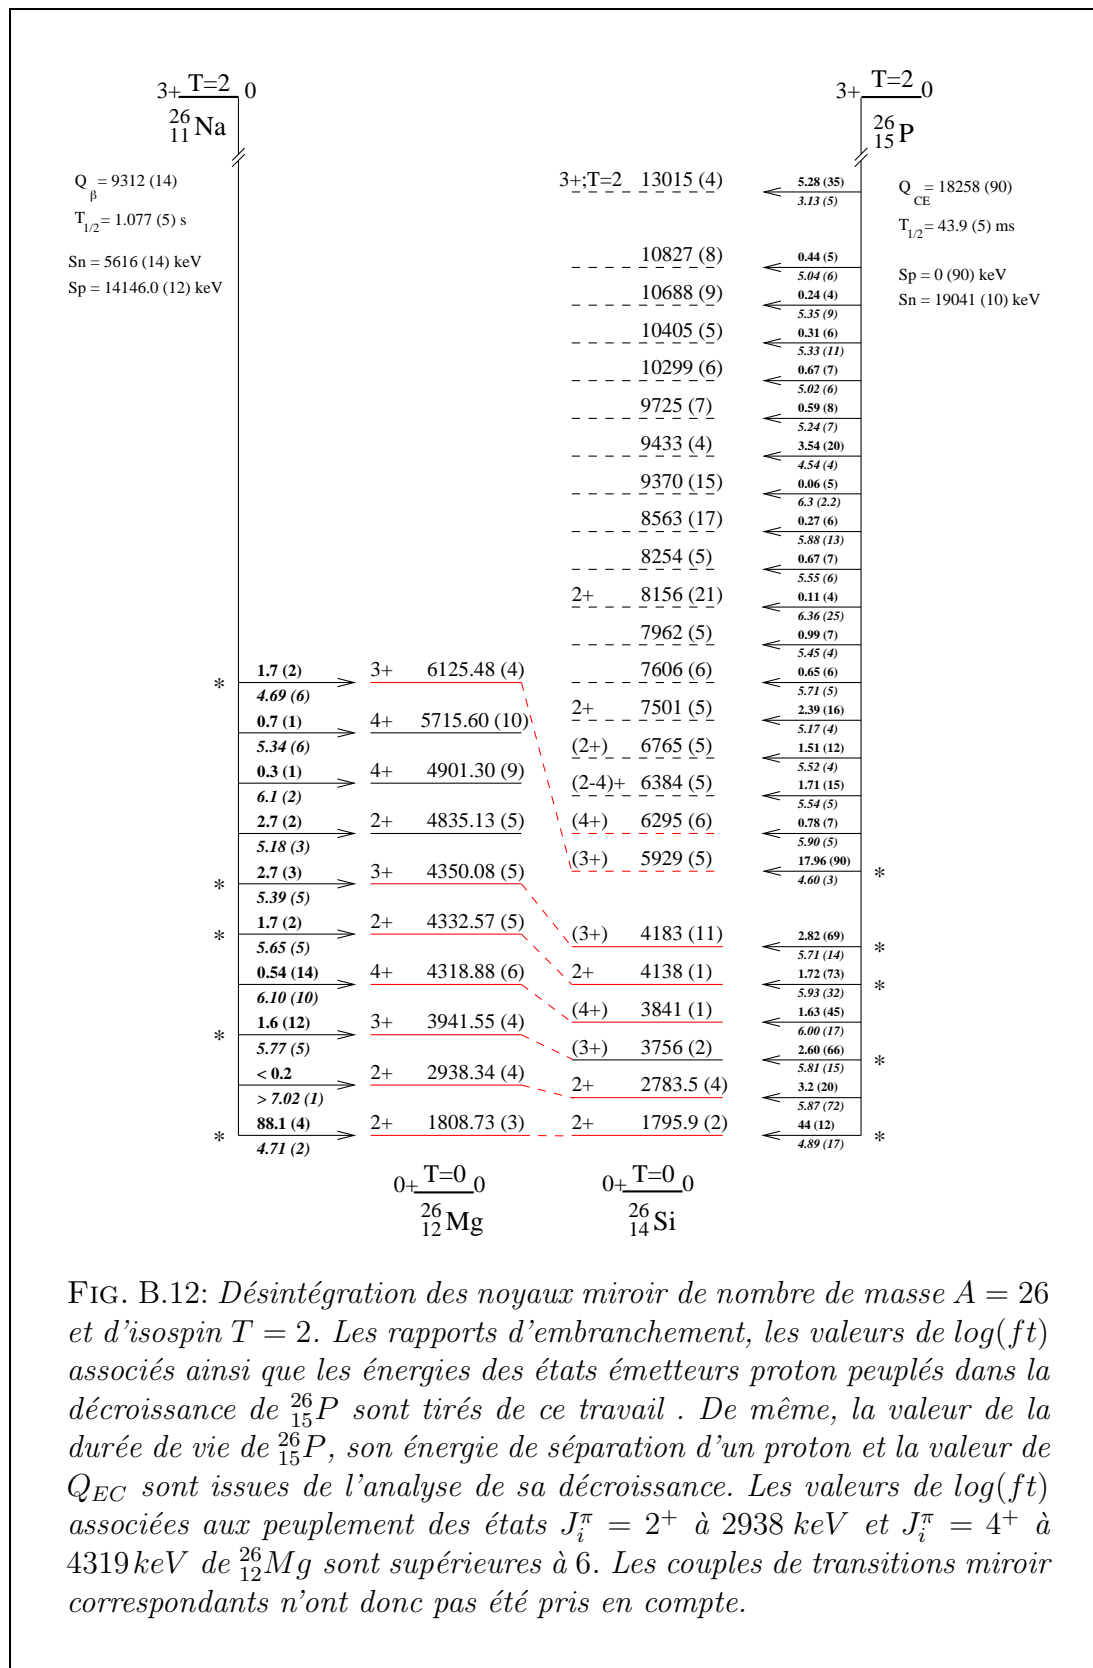 3+ T=2 0
26 11 Na
Q β = 9312 (14)
T 1/2 = 1.077 (5) s
Sn = 5616 (14) keV
Sp = 14146.0 (12) keV
3+ T=2 0
26 15 P
Q CE = 18258 (90)
T 1/2 = 43.9 (5) ms
Sp = 0 (90) keV
Sn = 19041 (10) keV
3+;T=2 13015 (4) 5.28 (35)
3.13 (5)
10827 (8) 0.44 (5)
5.04 (6)
10688 (9) 0.24 (4)
5.35 (9)
10405 (5) 0.31 (6)
5.33 (11)
10299 (6) 0.67 (7)
5.02 (6)
9725 (7) 0.59 (8)
5.24 (7)
9433 (4) 3.54 (20)
4.54 (4)
9370 (15) 0.06 (5)
6.3 (2.2)
8563 (17) 0.27 (6)
5.88 (13)
8254 (5) 0.67 (7)
5.55 (6)
2+ 8156 (21) 0.11 (4)
6.36 (25)
7962 (5) 0.99 (7)
5.45 (4)
7606 (6) 0.65 (6)
5.71 (5)
2+ 7501 (5) 2.39 (16)
5.17 (4)
(2+) 6765 (5) 1.51 (12)
5.52 (4)
(2-4)+ 6384 (5) 1.71 (15)
5.54 (5)
(4+) 6295 (6) 0.78 (7)
5.90 (5)
(3+) 5929 (5) 17.96 (90) *
4.60 (3)
(3+) 4183 (11) 2.82 (69) *
5.71 (14)
2+ 4138 (1) 1.72 (73) *
5.93 (32)
(4+) 3841 (1) 1.63 (45)
6.00 (17)
(3+) 3756 (2) 2.60 (66) *
5.81 (15)
2+ 2783.5 (4) 3.2 (20)
5.87 (72)
2+ 1795.9 (2) 44 (12) *
4.89 (17)
* 1.7 (2) 3+ 6125.48 (4)
4.69 (6)
0.7 (1) 4+ 5715.60 (10)
5.34 (6)
0.3 (1) 4+ 4901.30 (9)
6.1 (2)
2.7 (2) 2+ 4835.13 (5)
5.18 (3)
* 2.7 (3) 3+ 4350.08 (5)
5.39 (5)
* 1.7 (2) 2+ 4332.57 (5)
5.65 (5)
0.54 (14) 4+ 4318.88 (6)
6.10 (10)
* 1.6 (12) 3+ 3941.55 (4)
5.77 (5)
< 0.2 2+ 2938.34 (4)
> 7.02 (1)
* 88.1 (4) 2+ 1808.73 (3)
4.71 (2)
0+ T=0 0
26 12 Mg
0+ T=0 0
26 14 Si
FIG. B.12: Désintégration des noyaux miroir de nombre de masse A = 26
et d'isospin T = 2. Les rapports d'embranchement, les valeurs de log(ft)
associés ainsi que les énergies des états émetteurs proton peuplés dans la
décroissance de 26 15 P sont tirés de ce travail . De même, la valeur de la
durée de vie de 26 15 P, son énergie de séparation d'un proton et la valeur de
Q EC sont issues de l'analyse de sa décroissance. Les valeurs de log(ft)
associées aux peuplement des états J π i = 2+ à 2938 keV et J π i = 4+ à
4319 keV de 26 12 Mg sont supérieures à 6. Les couples de transitions miroir
correspondants n'ont donc pas été pris en compte.